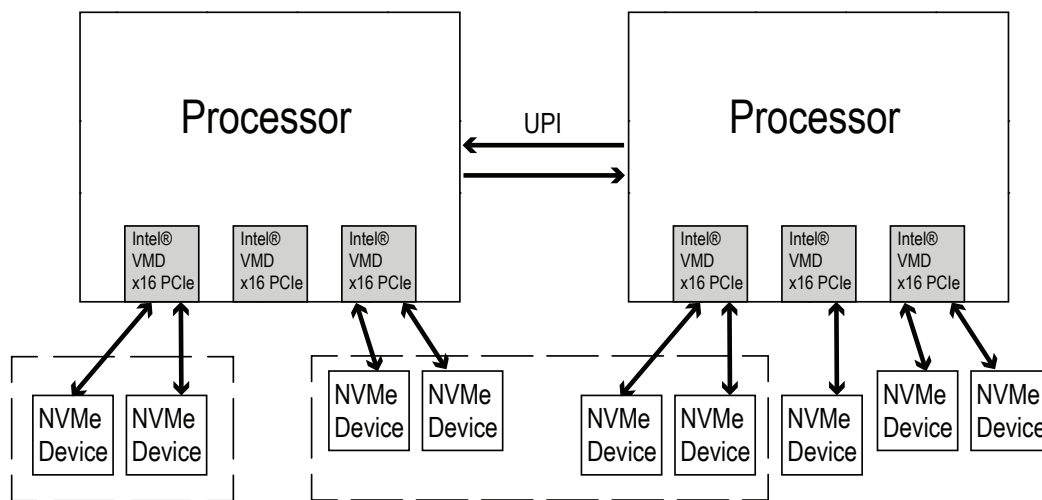 Processor
UPI
Processor
Intel®
VMD
x16 PCIe
Intel®
VMD
x16 PCIe
Intel®
VMD
x16 PCIe
Intel®
VMD
x16 PCIe
Intel®
VMD
x16 PCIe
Intel®
VMD
x16 PCIe
NVMe
Device
NVMe
Device
NVMe
Device
NVMe
Device
NVMe
Device
NVMe
Device
NVMe
Device
NVMe
Device
NVMe
Device